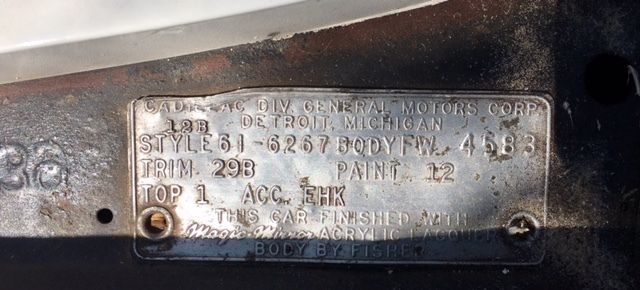 CADILLAC DIV. GENERAL MOTORS CORP.
12B DETROIT, MICHIGAN
STYLE 61-6267 BODY FW 4583
TRIM 29B PAINT 12
TOP 1 ACC. EHK
THIS CAR FINISHED WITH
Magic-Mirror ACRYLIC LACQUER
BODY BY FISHER